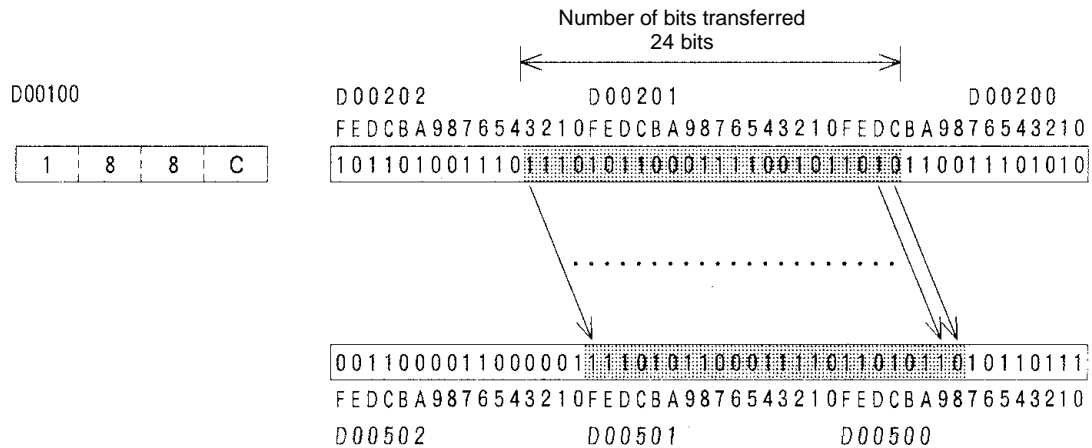 Number of bits transferred
24 bits
D00100
D00202 D00201 D00200
FEDCBA9876543210FEDCBA9876543210FEDCBA9876543210
1 8 8 C
101101001110111010110001111001011010110011101010
001100001100000111101011000111101101011010110111
FEDCBA9876543210FEDCBA9876543210FEDCBA9876543210
D00502 D00501 D00500